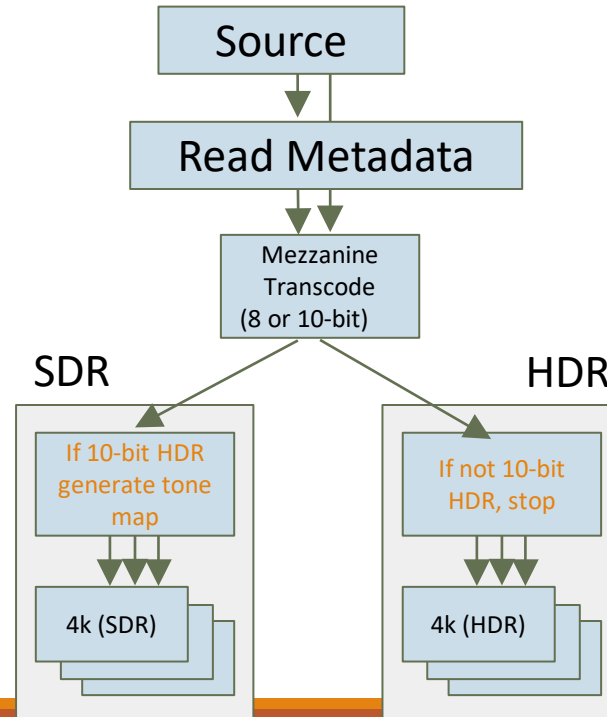 Source
Read Metadata
Mezzanine
Transcode
(8 or 10-bit)
SDR
HDR
If 10-bit HDR
generate tone
map
If not 10-bit
HDR, stop
4k (SDR)
4k (HDR)